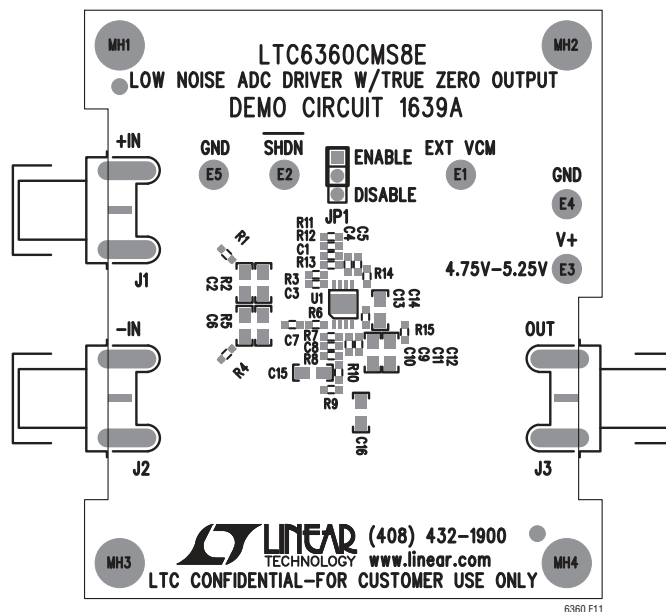 MH1
MH2
LTC6360CMS8E
LOW NOISE ADC DRIVER W/TRUE ZERO OUTPUT
DEMO CIRCUIT 1639A
+IN
GND
SHDN
ENABLE
EXT VCM
E5
E2
E1
DISABLE
GND
E4
JP1
V+
4.75V-5.25V
E3
J1
R11
R12
C1
R13
C4
C5
R1
R3
C3
R14
C2
R2
U1
C13
C14
R6
C6
R5
-IN
C7
R7
C8
R8
R15
OUT
R4
C15
R10
C10
C9
C11
C12
R9
C16
J2
J3
LINEAR
TECHNOLOGY
(408) 432-1900
www.linear.com
MH3
MH4
LTC CONFIDENTIAL-FOR CUSTOMER USE ONLY
6360 F11